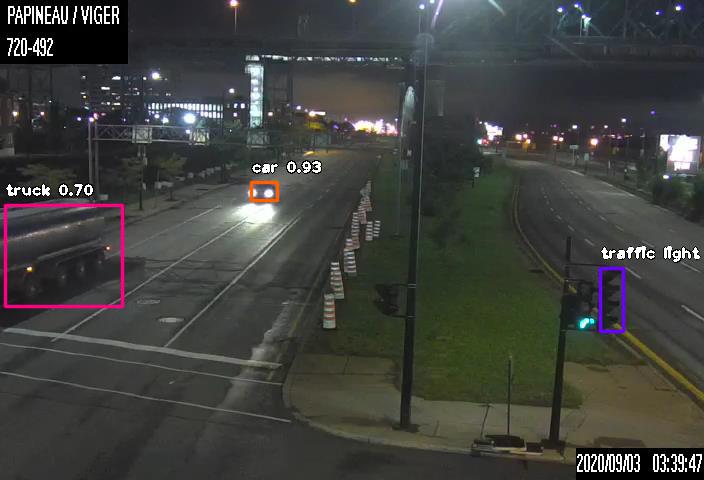 PAPINEAU / VIGER
720-492
car 0.93
truck 0.70
traffic light
2020/09/03 03:39:47